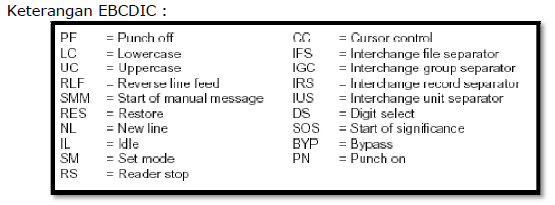 Keterangan EBCDIC :
PF = Punch off
LC = Lowercase
UC = Uppercase
RLF = Reverse line feed
SMM = Start of manual message
RES = Restore
NL = New line
IL = Idle
SM = Set mode
RS = Reader stop
CC = Cursor control
IFS = Interchange file separator
IGC = Interchange group separator
IRS = Interchange record separator
IUS = Interchange unit separator
DS = Digit select
SOS = Start of significance
BYP = Bypass
PN = Punch on